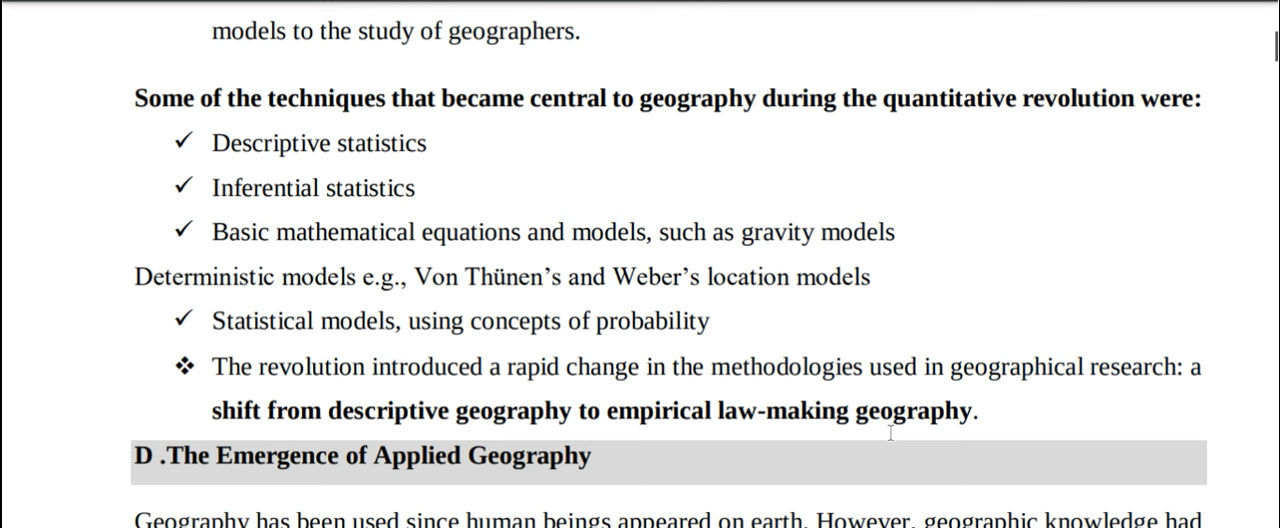 models to the study of geographers.
Some of the techniques that became central to geography during the quantitative revolution were:
✓ Descriptive statistics
✓ Inferential statistics
✓ Basic mathematical equations and models, such as gravity models
Deterministic models e.g., Von Thünen’s and Weber’s location models
✓ Statistical models, using concepts of probability
❖ The revolution introduced a rapid change in the methodologies used in geographical research: a
shift from descriptive geography to empirical law-making geography.
D .The Emergence of Applied Geography
Geography has been used since human beings appeared on earth. However, geographic knowledge had